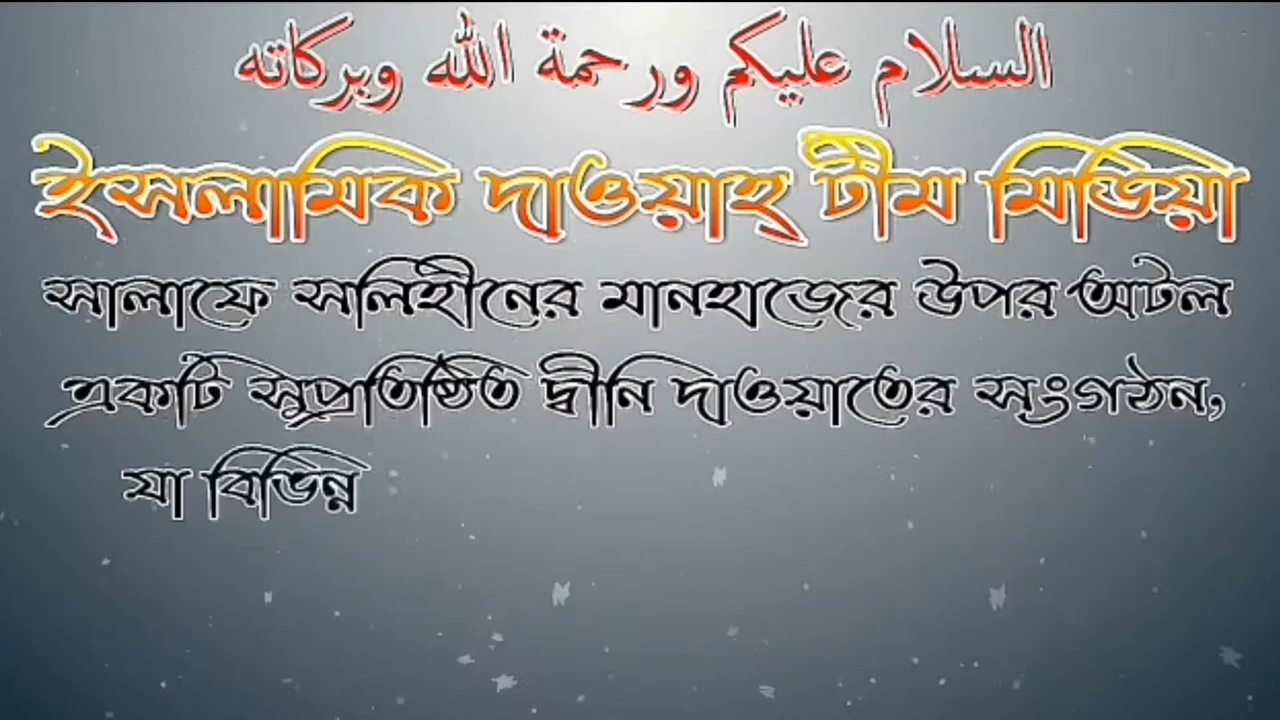 السلام عليكم ورحمة الله وبركاته
ইসলামিক দাওয়াহ্ টীম মিডিয়া
সালাফে সলিহীনের মানহাজের উপর অটল
একটি সুপ্রতিষ্ঠিত দ্বীনি দাওয়াতের সংগঠন,
যা বিভিন্ন